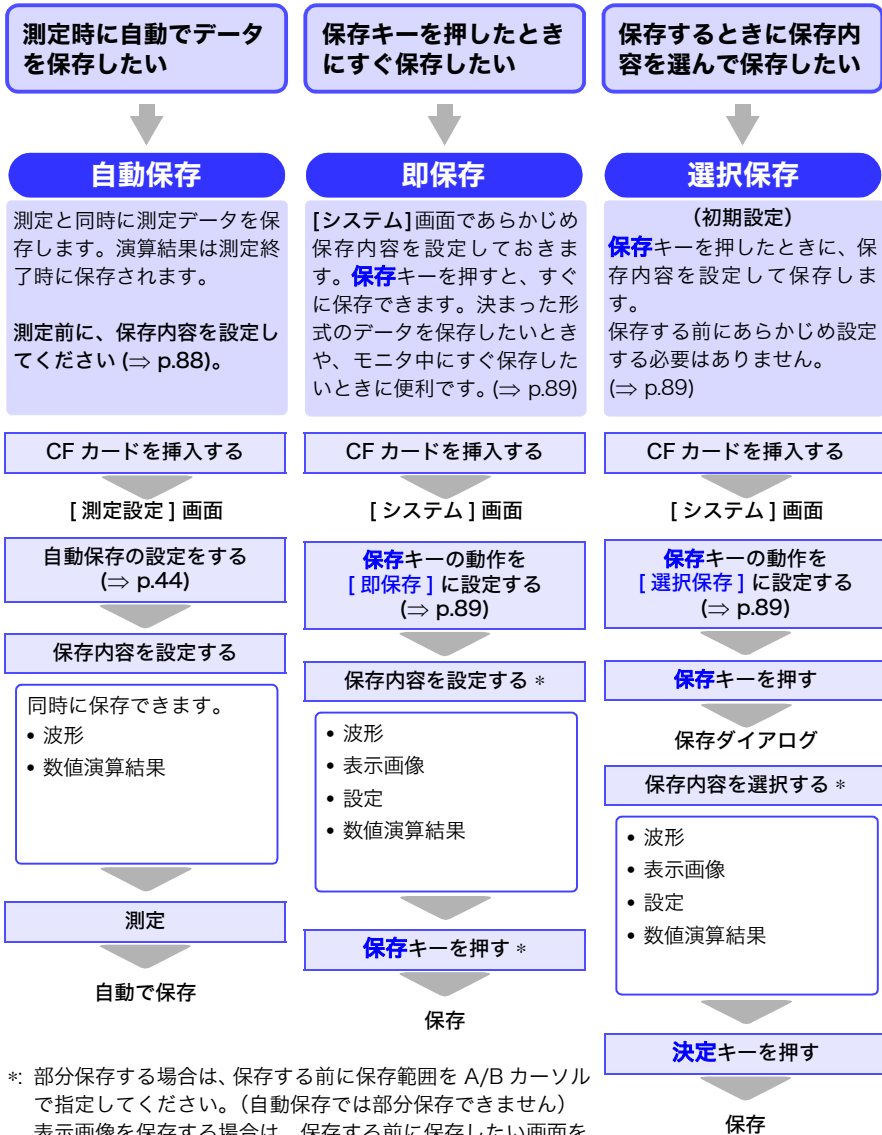 測定時に自動でデータ
を保存したい
自動保存
測定と同時に測定データを保
存します。演算結果は測定終
了時に保存されます。
測定前に、保存内容を設定し
てください (⇒ p.88)。
CF カードを挿入する
[ 測定設定 ] 画面
自動保存の設定をする
(⇒ p.44)
保存内容を設定する
同時に保存できます。
• 波形
• 数値演算結果
測定
自動で保存
保存キーを押したとき
にすぐ保存したい
即保存
[システム]画面であらかじめ
保存内容を設定しておきま
す。保存キーを押すと、すぐ
に保存できます。決まった形
式のデータを保存したいとき
や、モニタ中にすぐ保存した
いときに便利です。(⇒ p.89)
CF カードを挿入する
[ システム ] 画面
保存キーの動作を
[ 即保存 ] に設定する
(⇒ p.89)
保存内容を設定する *
• 波形
• 表示画像
• 設定
• 数値演算結果
保存キーを押す *
保存
保存するときに保存内
容を選んで保存したい
選択保存
(初期設定)
保存キーを押したときに、保
存内容を設定して保存しま
す。
保存する前にあらかじめ設定
する必要はありません。
(⇒ p.89)
CF カードを挿入する
[ システム ] 画面
保存キーの動作を
[ 選択保存 ] に設定する
(⇒ p.89)
保存キーを押す
保存ダイアログ
保存内容を選択する *
• 波形
• 表示画像
• 設定
• 数値演算結果
決定キーを押す
保存
*: 部分保存する場合は、保存する前に保存範囲を A/B カーソル
で指定してください。(自動保存では部分保存できません)
表示画像を保存する場合は、保存する前に保存したい画面を